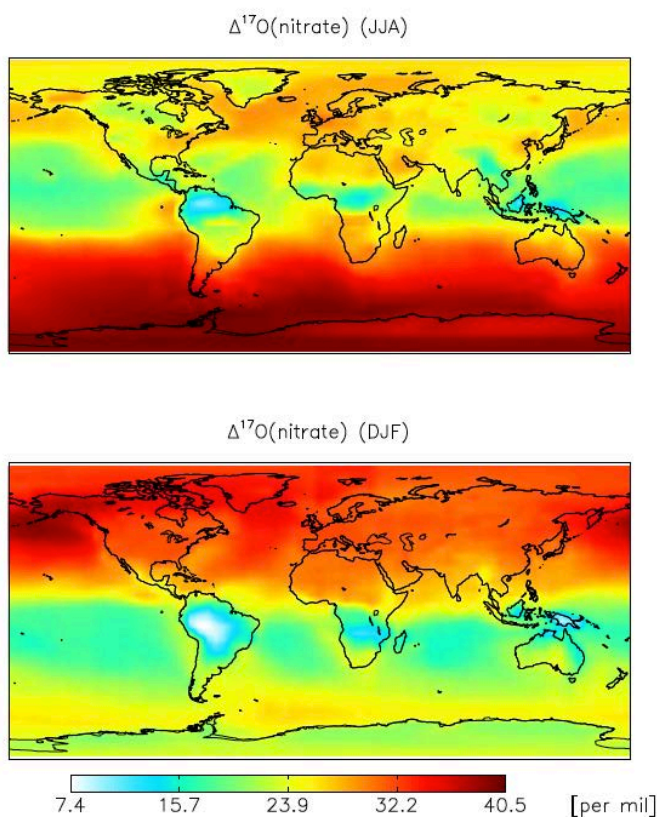 Δ¹⁷O(nitrate) (JJA)
Δ¹⁷O(nitrate) (DJF)
7.4 15.7 23.9 32.2 40.5 [per mil]